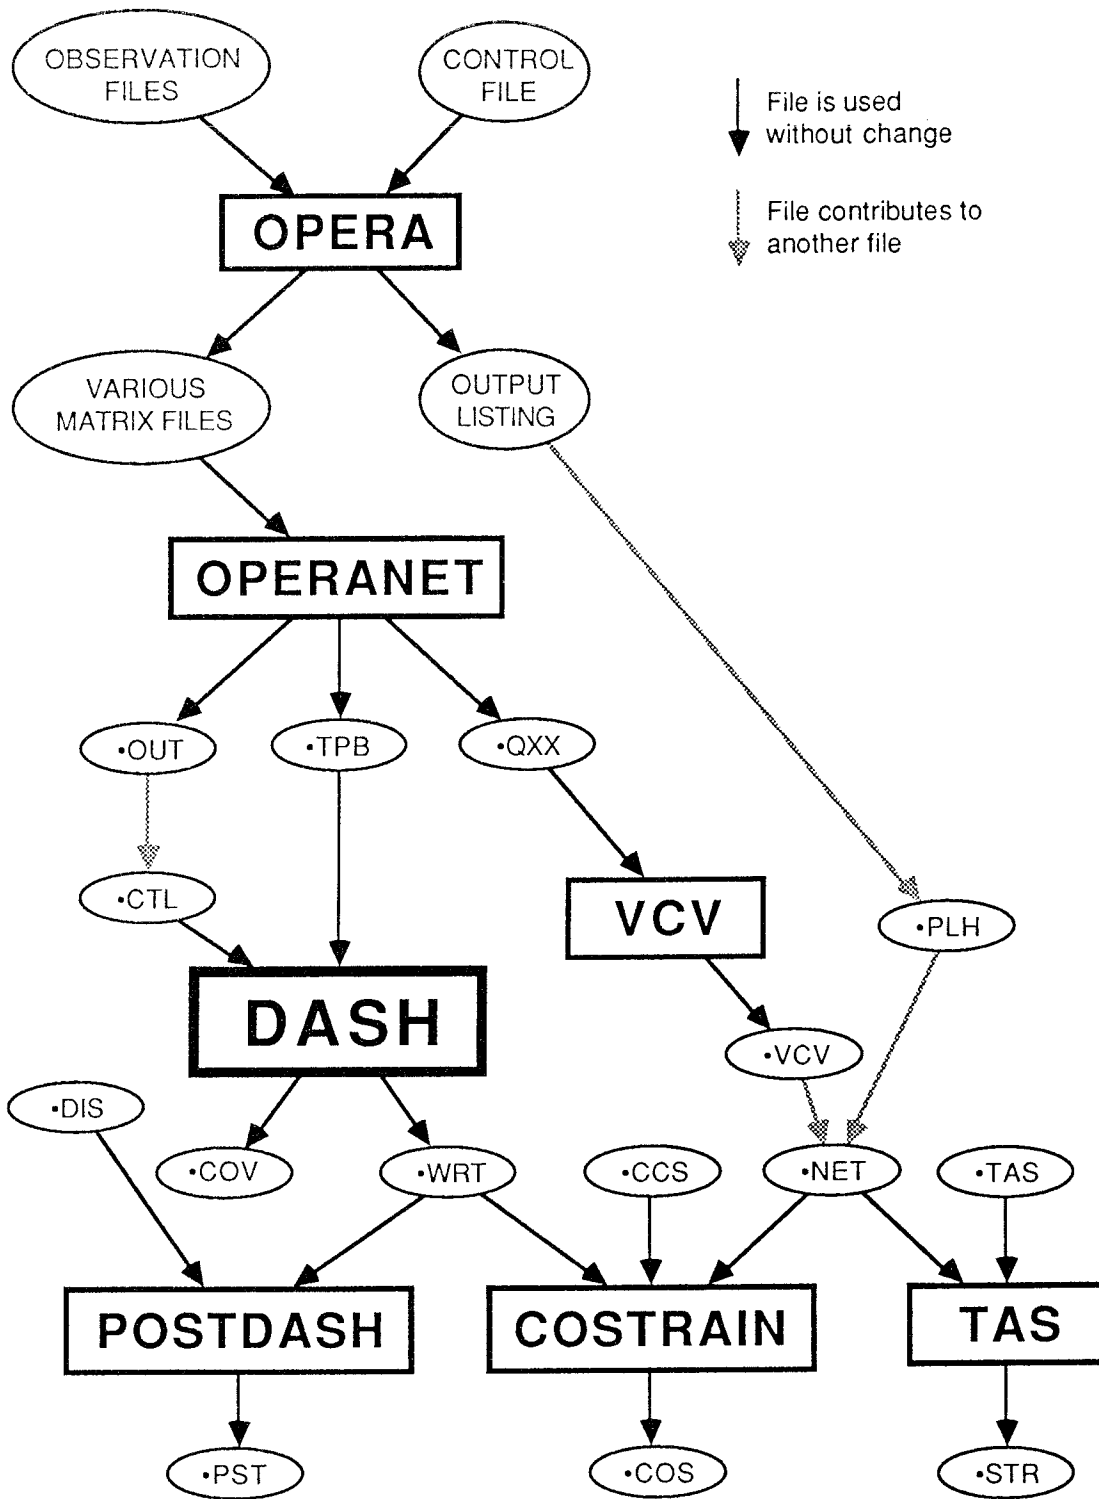 OBSERVATION
FILES
CONTROL
FILE
File is used
without change
File contributes to
another file
OPERA
VARIOUS
MATRIX FILES
OUTPUT
LISTING
OPERANET
•OUT
•TPB
•QXX
•CTL
VCV
•PLH
DASH
•VCV
•DIS
•COV
•WRT
•CCS
•NET
•TAS
POSTDASH
COSTRAIN
TAS
•PST
•COS
•STR